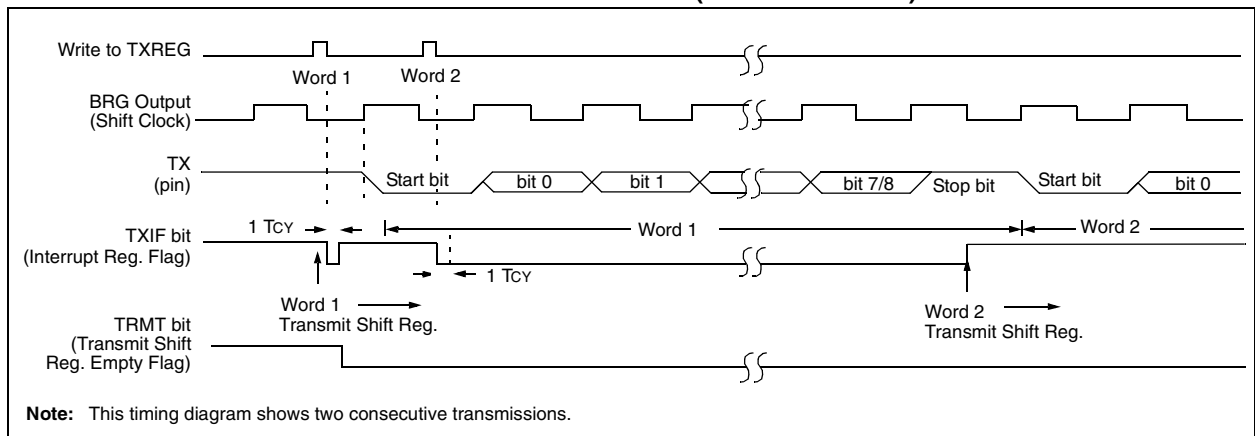 Write to TXREG
Word 1
Word 2
BRG Output
(Shift Clock)
TX
(pin)
Start bit
bit 0
bit 1
bit 7/8
Stop bit
Start bit
bit 0
1 TCY
Word 1
Word 2
TXIF bit
(Interrupt Reg. Flag)
1 TCY
Word 1
Transmit Shift Reg.
Word 2
Transmit Shift Reg.
TRMT bit
(Transmit Shift
Reg. Empty Flag)
Note: This timing diagram shows two consecutive transmissions.